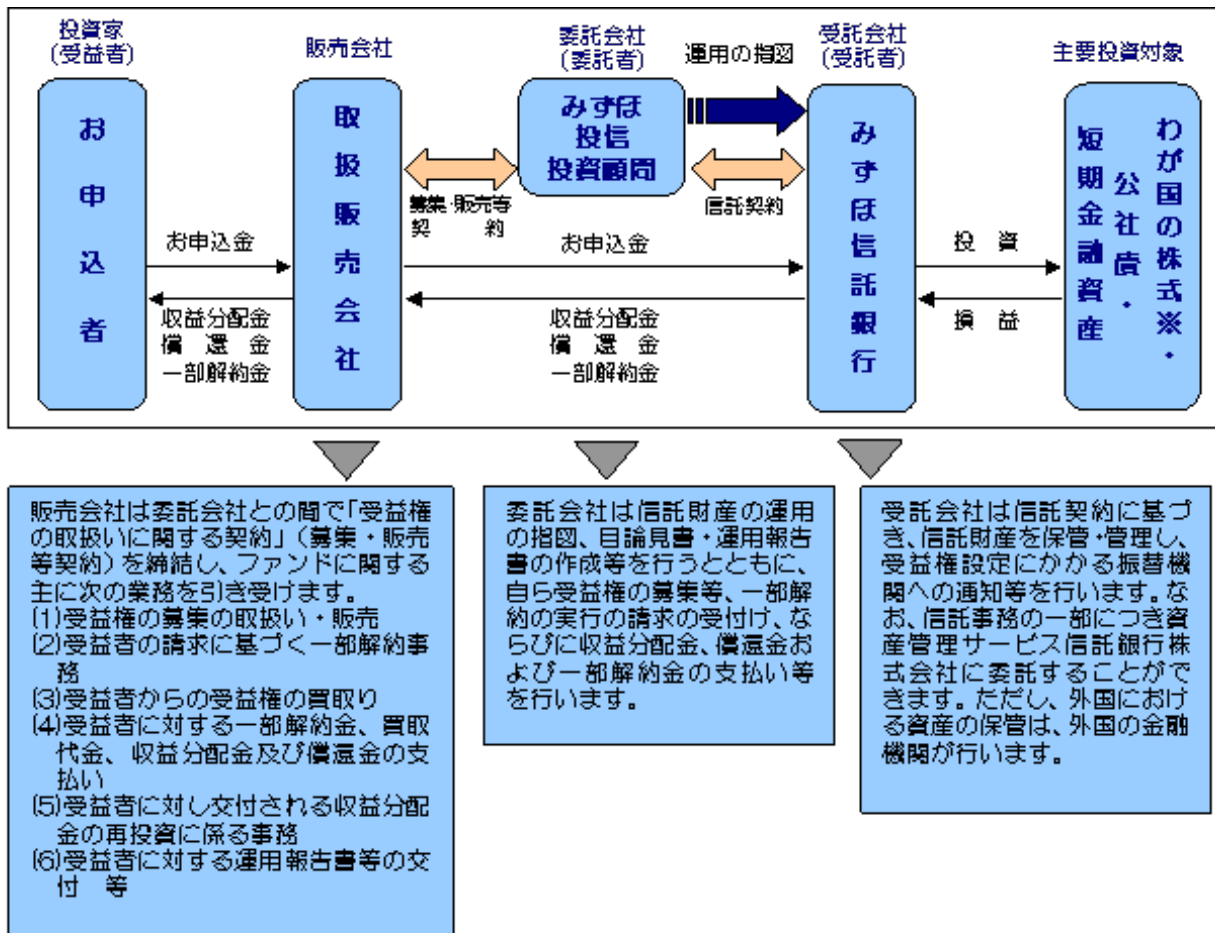 投資家
(受益者)
販売会社
委託会社
(委託者)
運用の指図
受託会社
(受託者)
主要投資対象
お申込者
取扱販売会社
みずほ
投信
投資顧問
みずほ信託銀行
わが国の株式※・
公社債・
短期金融資産
募集・販売等
契 約
信託契約
お申込金
お申込金
投 資
収益分配金
償 還 金
一部解約金
収益分配金
償 還 金
一部解約金
損 益
販売会社は委託会社との間で「受益権
の取扱いに関する契約」（募集・販売
等契約）を締結し、ファンドに関する
主に次の業務を引き受けます。
(1)受益権の募集の取扱い・販売
(2)受益者の請求に基づく一部解約事
務
(3)受益者からの受益権の買取り
(4)受益者に対する一部解約金、買取
代金、収益分配金及び償還金の支
払い
(5)受益者に対し交付される収益分配
金の再投資に係る事務
(6)受益者に対する運用報告書等の交
付 等
委託会社は信託財産の運用
の指図、目論見書・運用報告
書の作成等を行うとともに、
自ら受益権の募集等、一部解
約の実行の請求の受付け、な
らびに収益分配金、償還金お
よび一部解約金の支払い等
を行います。
受託会社は信託契約に基づ
き、信託財産を保管・管理し、
受益権設定にかかる振替機
関への通知等を行います。な
お、信託事務の一部につき資
産管理サービス信託銀行株
式会社に委託することがで
きます。ただし、外国におけ
る資産の保管は、外国の金融
機関が行います。